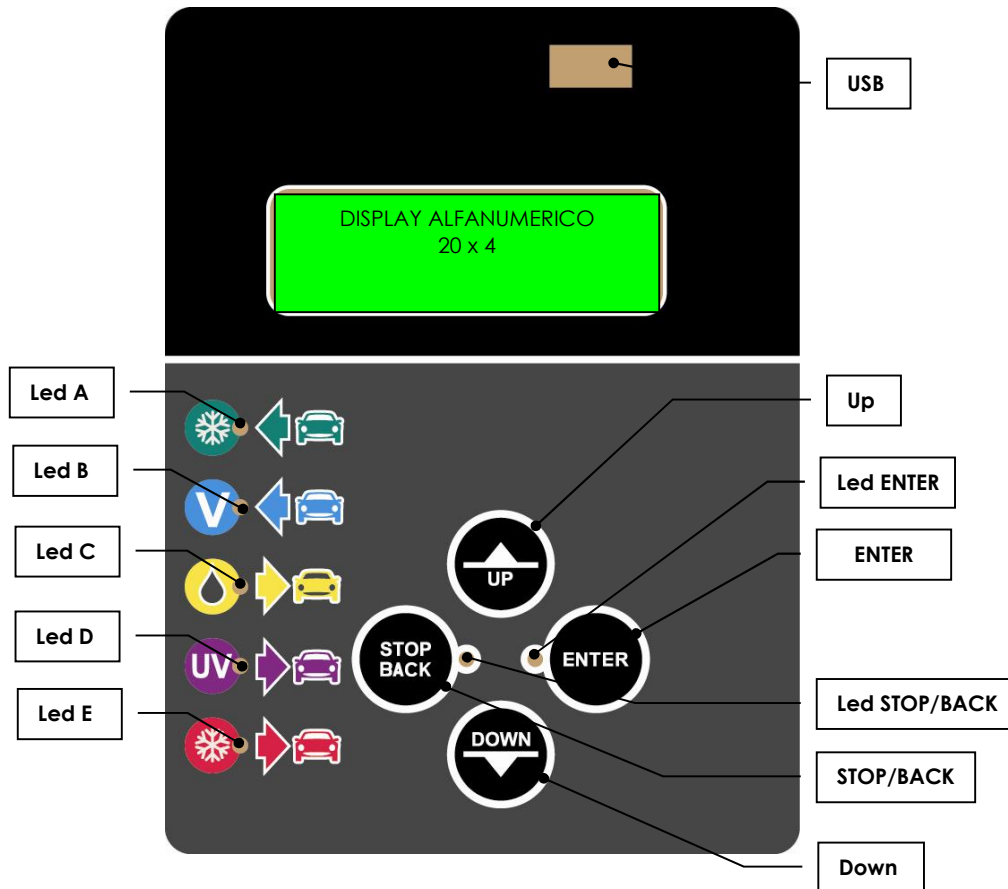 USB
DISPLAY ALFANUMERICO
20 x 4
Led A
Led B
Led C
Led D
Led E
V
UV
UP
STOP
BACK
ENTER
DOWN
Up
Led ENTER
ENTER
Led STOP/BACK
STOP/BACK
Down